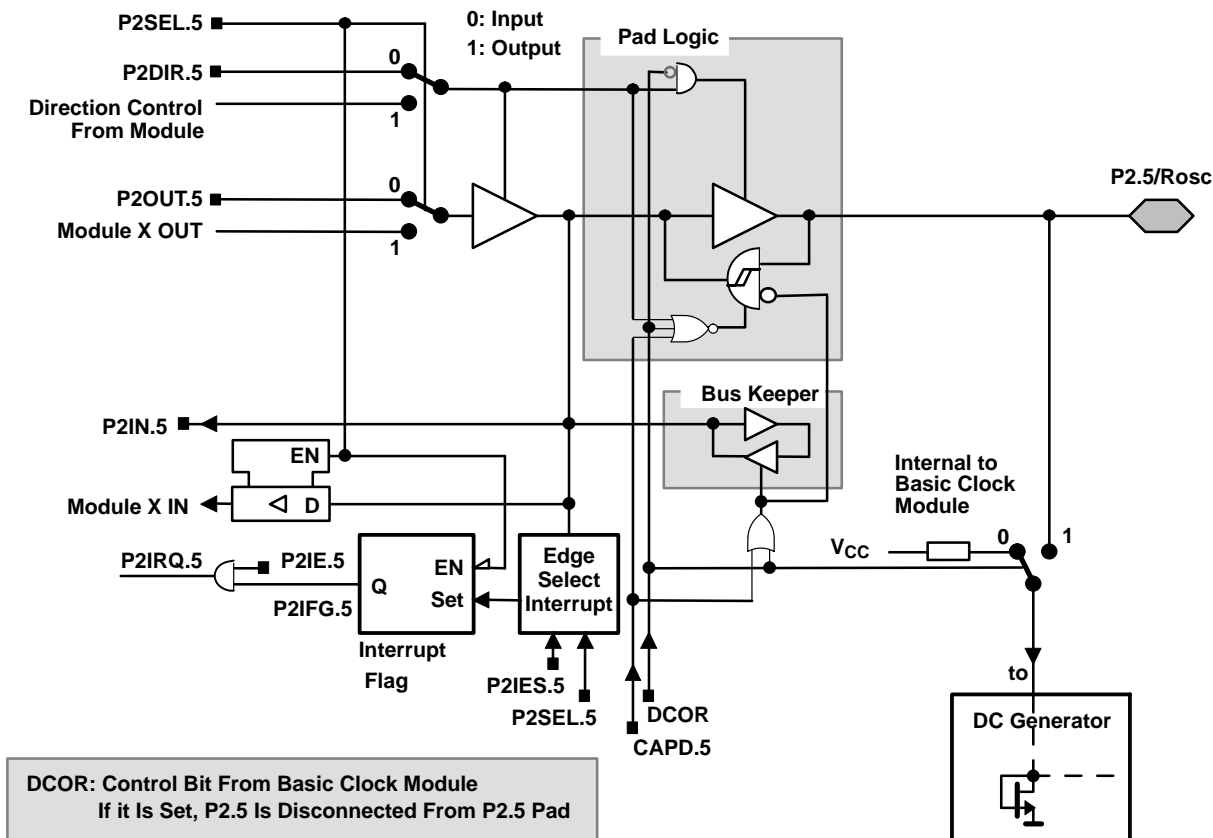 P2SEL.5
0: Input
1: Output
Pad Logic
P2DIR.5
0
Direction Control
From Module
1
P2OUT.5
0
Module X OUT
1
P2.5/Rosc
Bus Keeper
P2IN.5
EN
Module X IN
D
Internal to
Basic Clock
Module
0
1
VCC
P2IRQ.5
P2IE.5
P2IFG.5
Q
EN
Set
Interrupt
Flag
Edge
Select
Interrupt
P2IES.5
P2SEL.5
DCOR
CAPD.5
to
DC Generator
DCOR: Control Bit From Basic Clock Module
If it Is Set, P2.5 Is Disconnected From P2.5 Pad